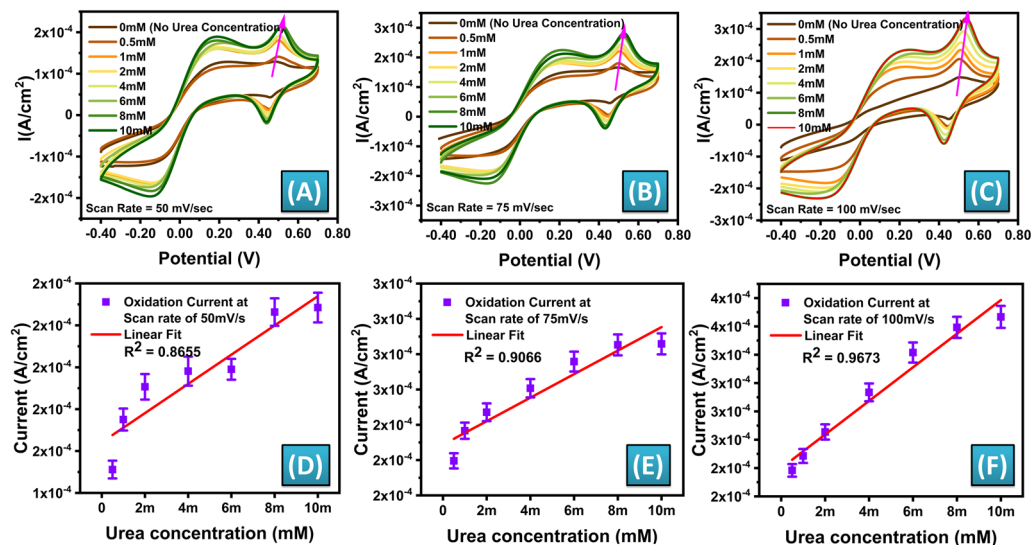 2x10⁻⁴
1x10⁻⁴
0
-1x10⁻⁴
-2x10⁻⁴
I(A/cm²)
0mM (No Urea Concentration)
0.5mM
1mM
2mM
4mM
6mM
8mM
10mM
Scan Rate = 50 mV/sec
(A)
-0.40 -0.20 0.00 0.20 0.40 0.60 0.80
Potential (V)
3x10⁻⁴
2x10⁻⁴
1x10⁻⁴
0
-1x10⁻⁴
-2x10⁻⁴
-3x10⁻⁴
I(A/cm²)
0mM (No Urea Concentration)
0.5mM
1mM
2mM
4mM
6mM
8mM
10mM
Scan Rate = 75 mV/sec
(B)
-0.40 -0.20 0.00 0.20 0.40 0.60 0.80
Potential (V)
3x10⁻⁴
2x10⁻⁴
1x10⁻⁴
0
-1x10⁻⁴
-2x10⁻⁴
-3x10⁻⁴
I(A/cm²)
0mM (No Urea Concentration)
0.5mM
1mM
2mM
4mM
6mM
8mM
10mM
Scan Rate = 100 mV/sec
(C)
-0.40 -0.20 0.00 0.20 0.40 0.60 0.80
Potential (V)
2x10⁻⁴
2x10⁻⁴
2x10⁻⁴
2x10⁻⁴
2x10⁻⁴
1x10⁻⁴
Current (A/cm²)
Oxidation Current at
Scan rate of 50mV/s
Linear Fit
R² = 0.8655
(D)
0 2m 4m 6m 8m 10m
Urea concentration (mM)
3x10⁻⁴
3x10⁻⁴
3x10⁻⁴
2x10⁻⁴
2x10⁻⁴
2x10⁻⁴
Current (A/cm²)
Oxidation Current at
Scan rate of 75mV/s
Linear Fit
R² = 0.9066
(E)
0 2m 4m 6m 8m 10m
Urea concentration (mM)
4x10⁻⁴
4x10⁻⁴
3x10⁻⁴
3x10⁻⁴
3x10⁻⁴
3x10⁻⁴
2x10⁻⁴
2x10⁻⁴
Current (A/cm²)
Oxidation Current at
Scan rate of 100mV/s
Linear Fit
R² = 0.9673
(F)
0 2m 4m 6m 8m 10m
Urea concentration (mM)